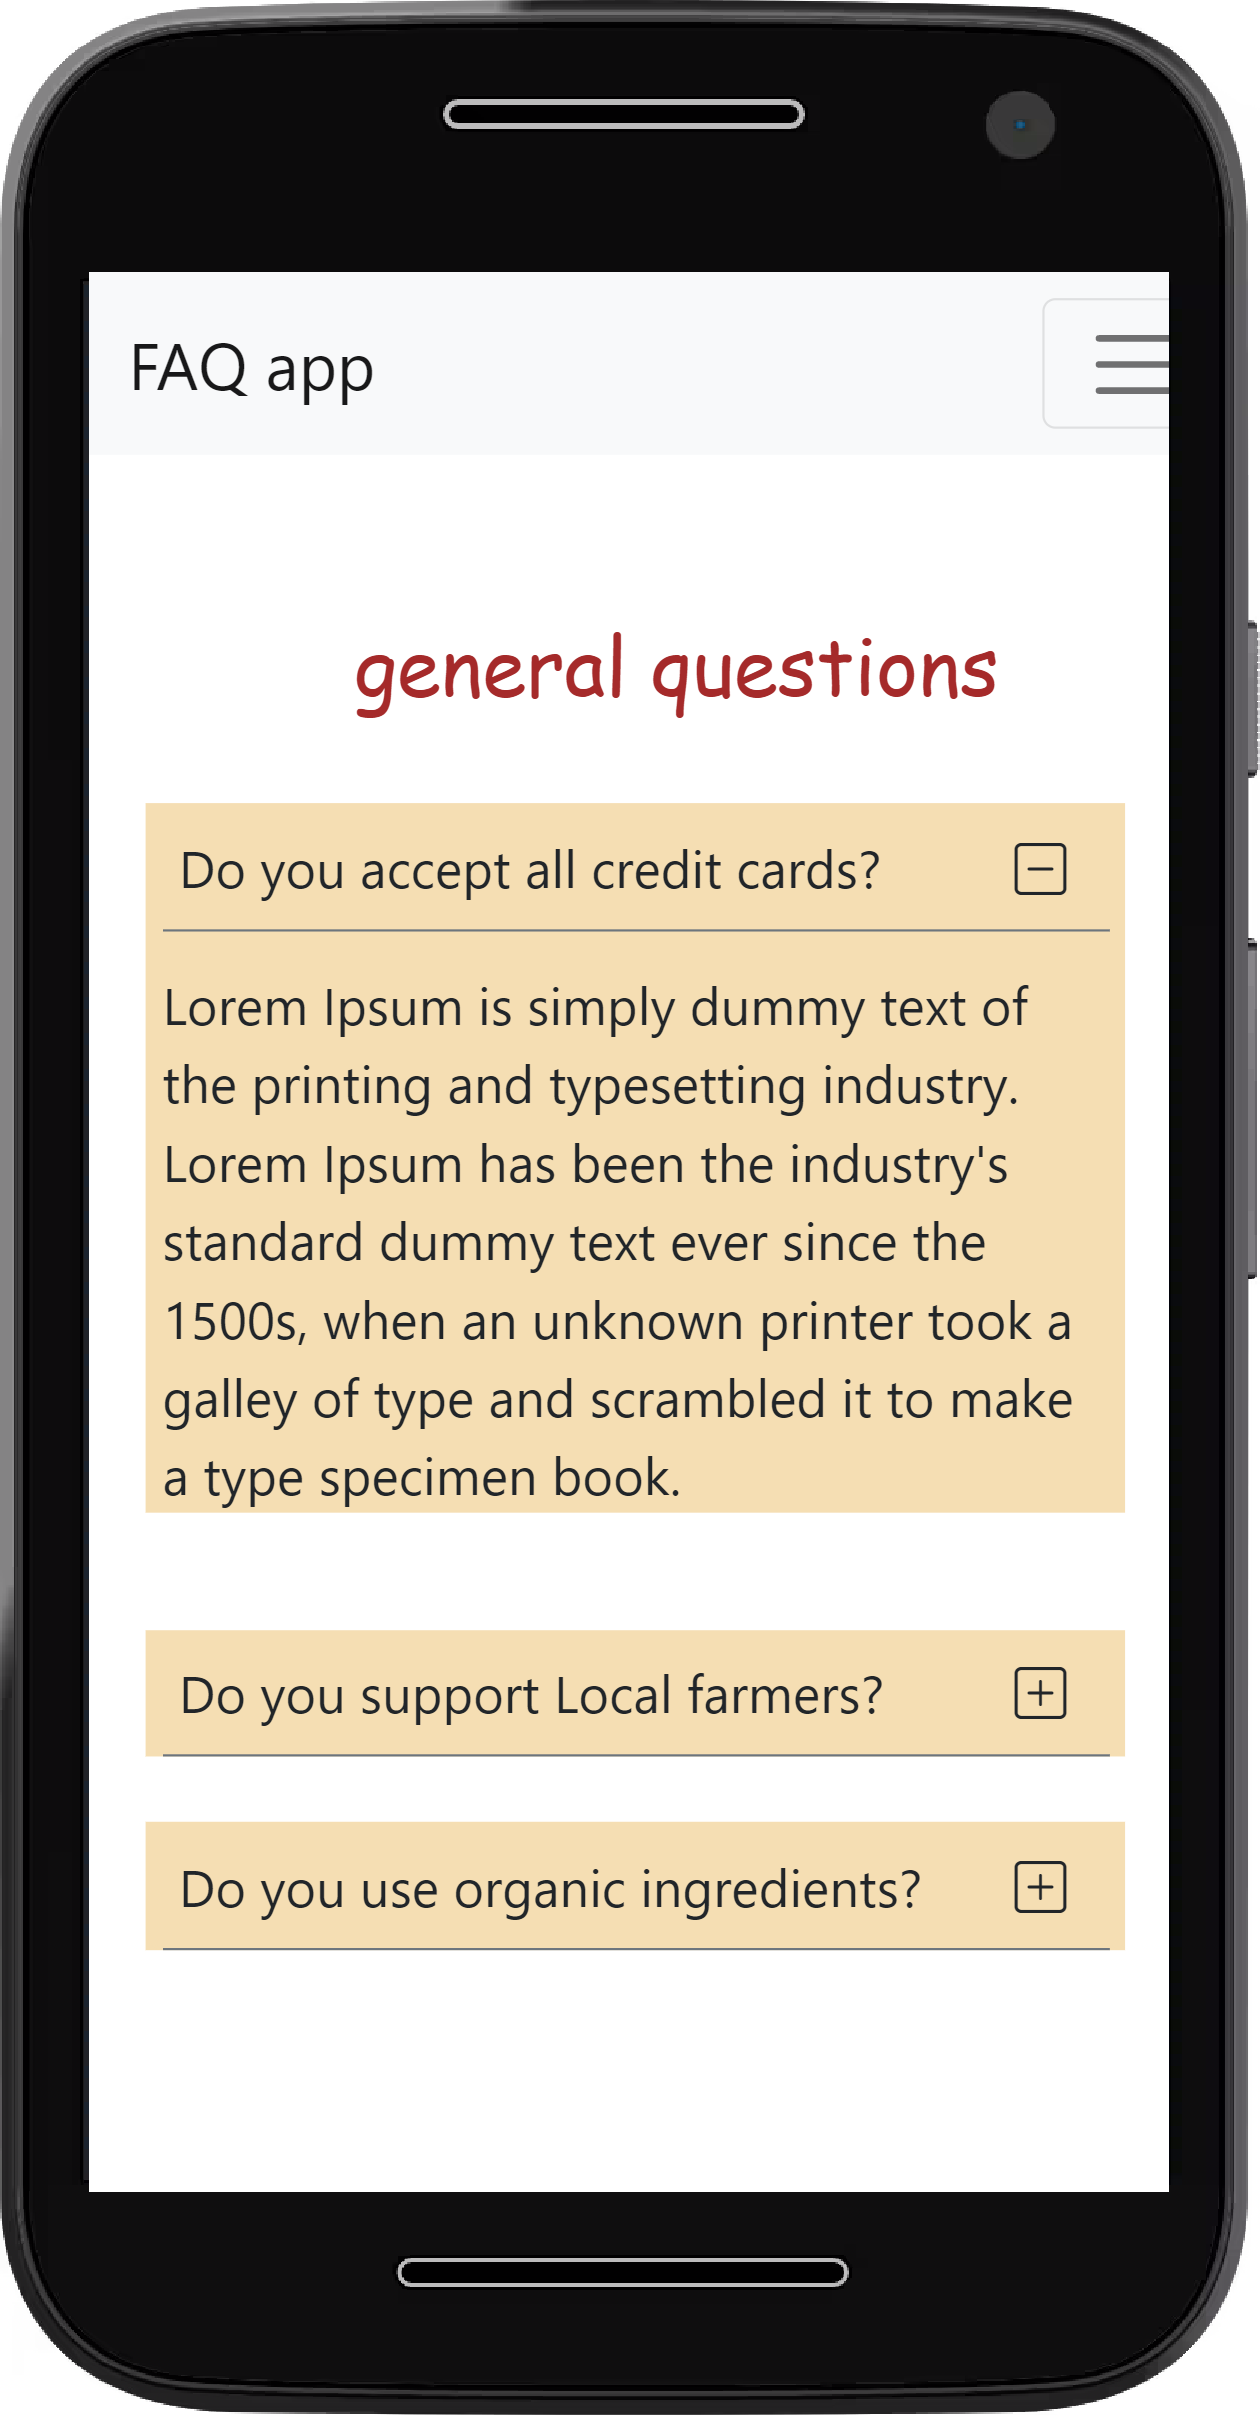 FAQ app
general questions
Do you accept all credit cards?
Lorem Ipsum is simply dummy text of
the printing and typesetting industry.
Lorem Ipsum has been the industry's
standard dummy text ever since the
1500s, when an unknown printer took a
galley of type and scrambled it to make
a type specimen book.
Do you support Local farmers?
Do you use organic ingredients?